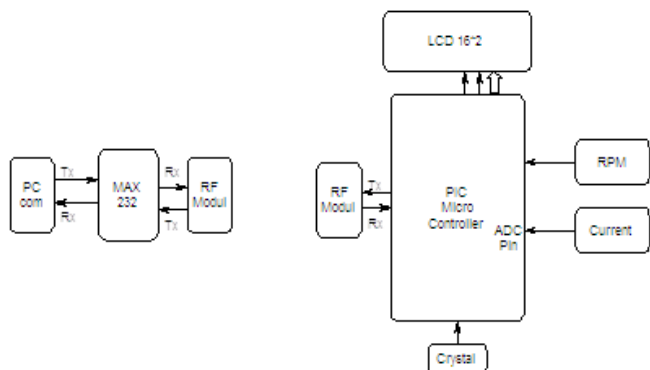 LCD 16*2
PC
com
Tx
Rx
MAX
232
Rx
Tx
RF
Modul
RF
Modul
Tx
Rx
PIC
Micro
Controller
ADC
Pin
RPM
Current
Crystal